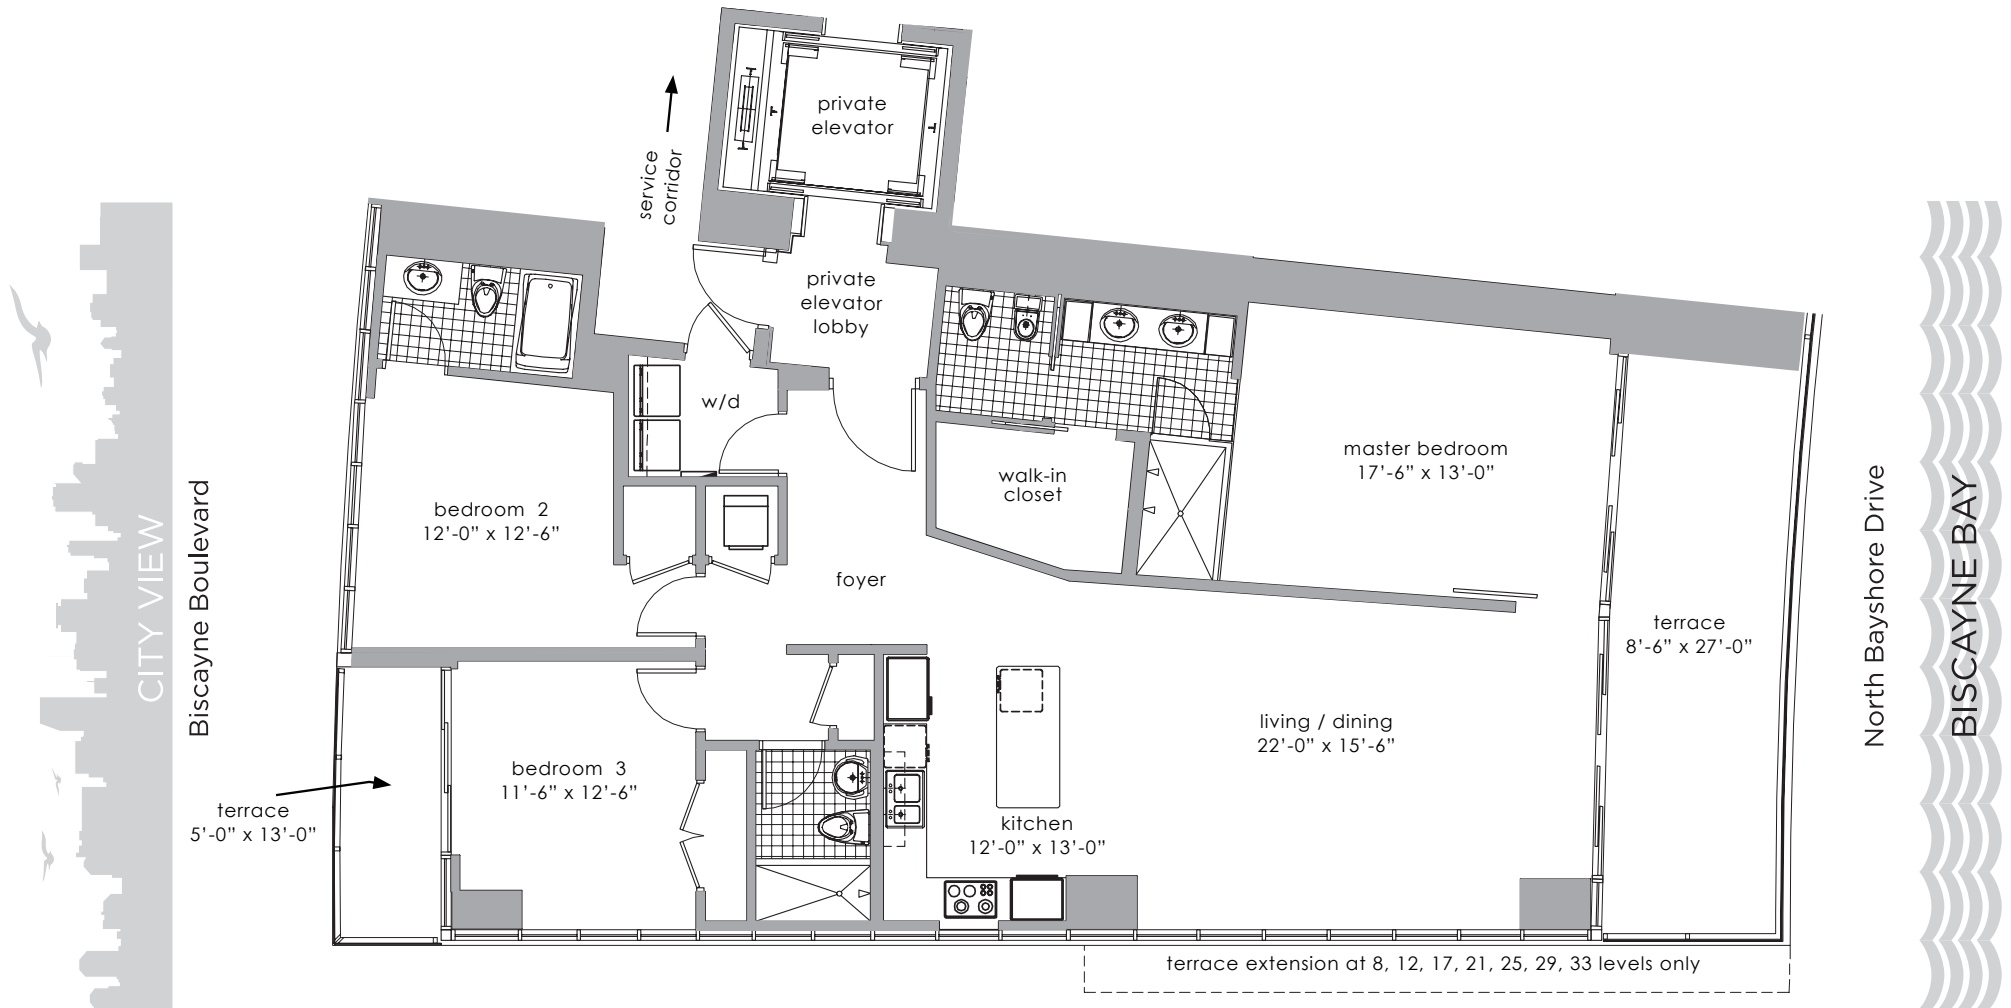 private
elevator
service
corridor
private
elevator
lobby
w/d
walk-in
closet
master bedroom
17’-6” x 13’-0”
bedroom 2
12’-0” x 12’-6”
foyer
terrace
8’-6” x 27’-0”
living / dining
22’-0” x 15’-6”
bedroom 3
11’-6” x 12’-6”
terrace
5’-0” x 13’-0”
kitchen
12’-0” x 13’-0”
terrace extension at 8, 12, 17, 21, 25, 29, 33 levels only
CITY VIEW
Biscayne Boulevard
North Bayshore Drive
BISCAYNE BAY